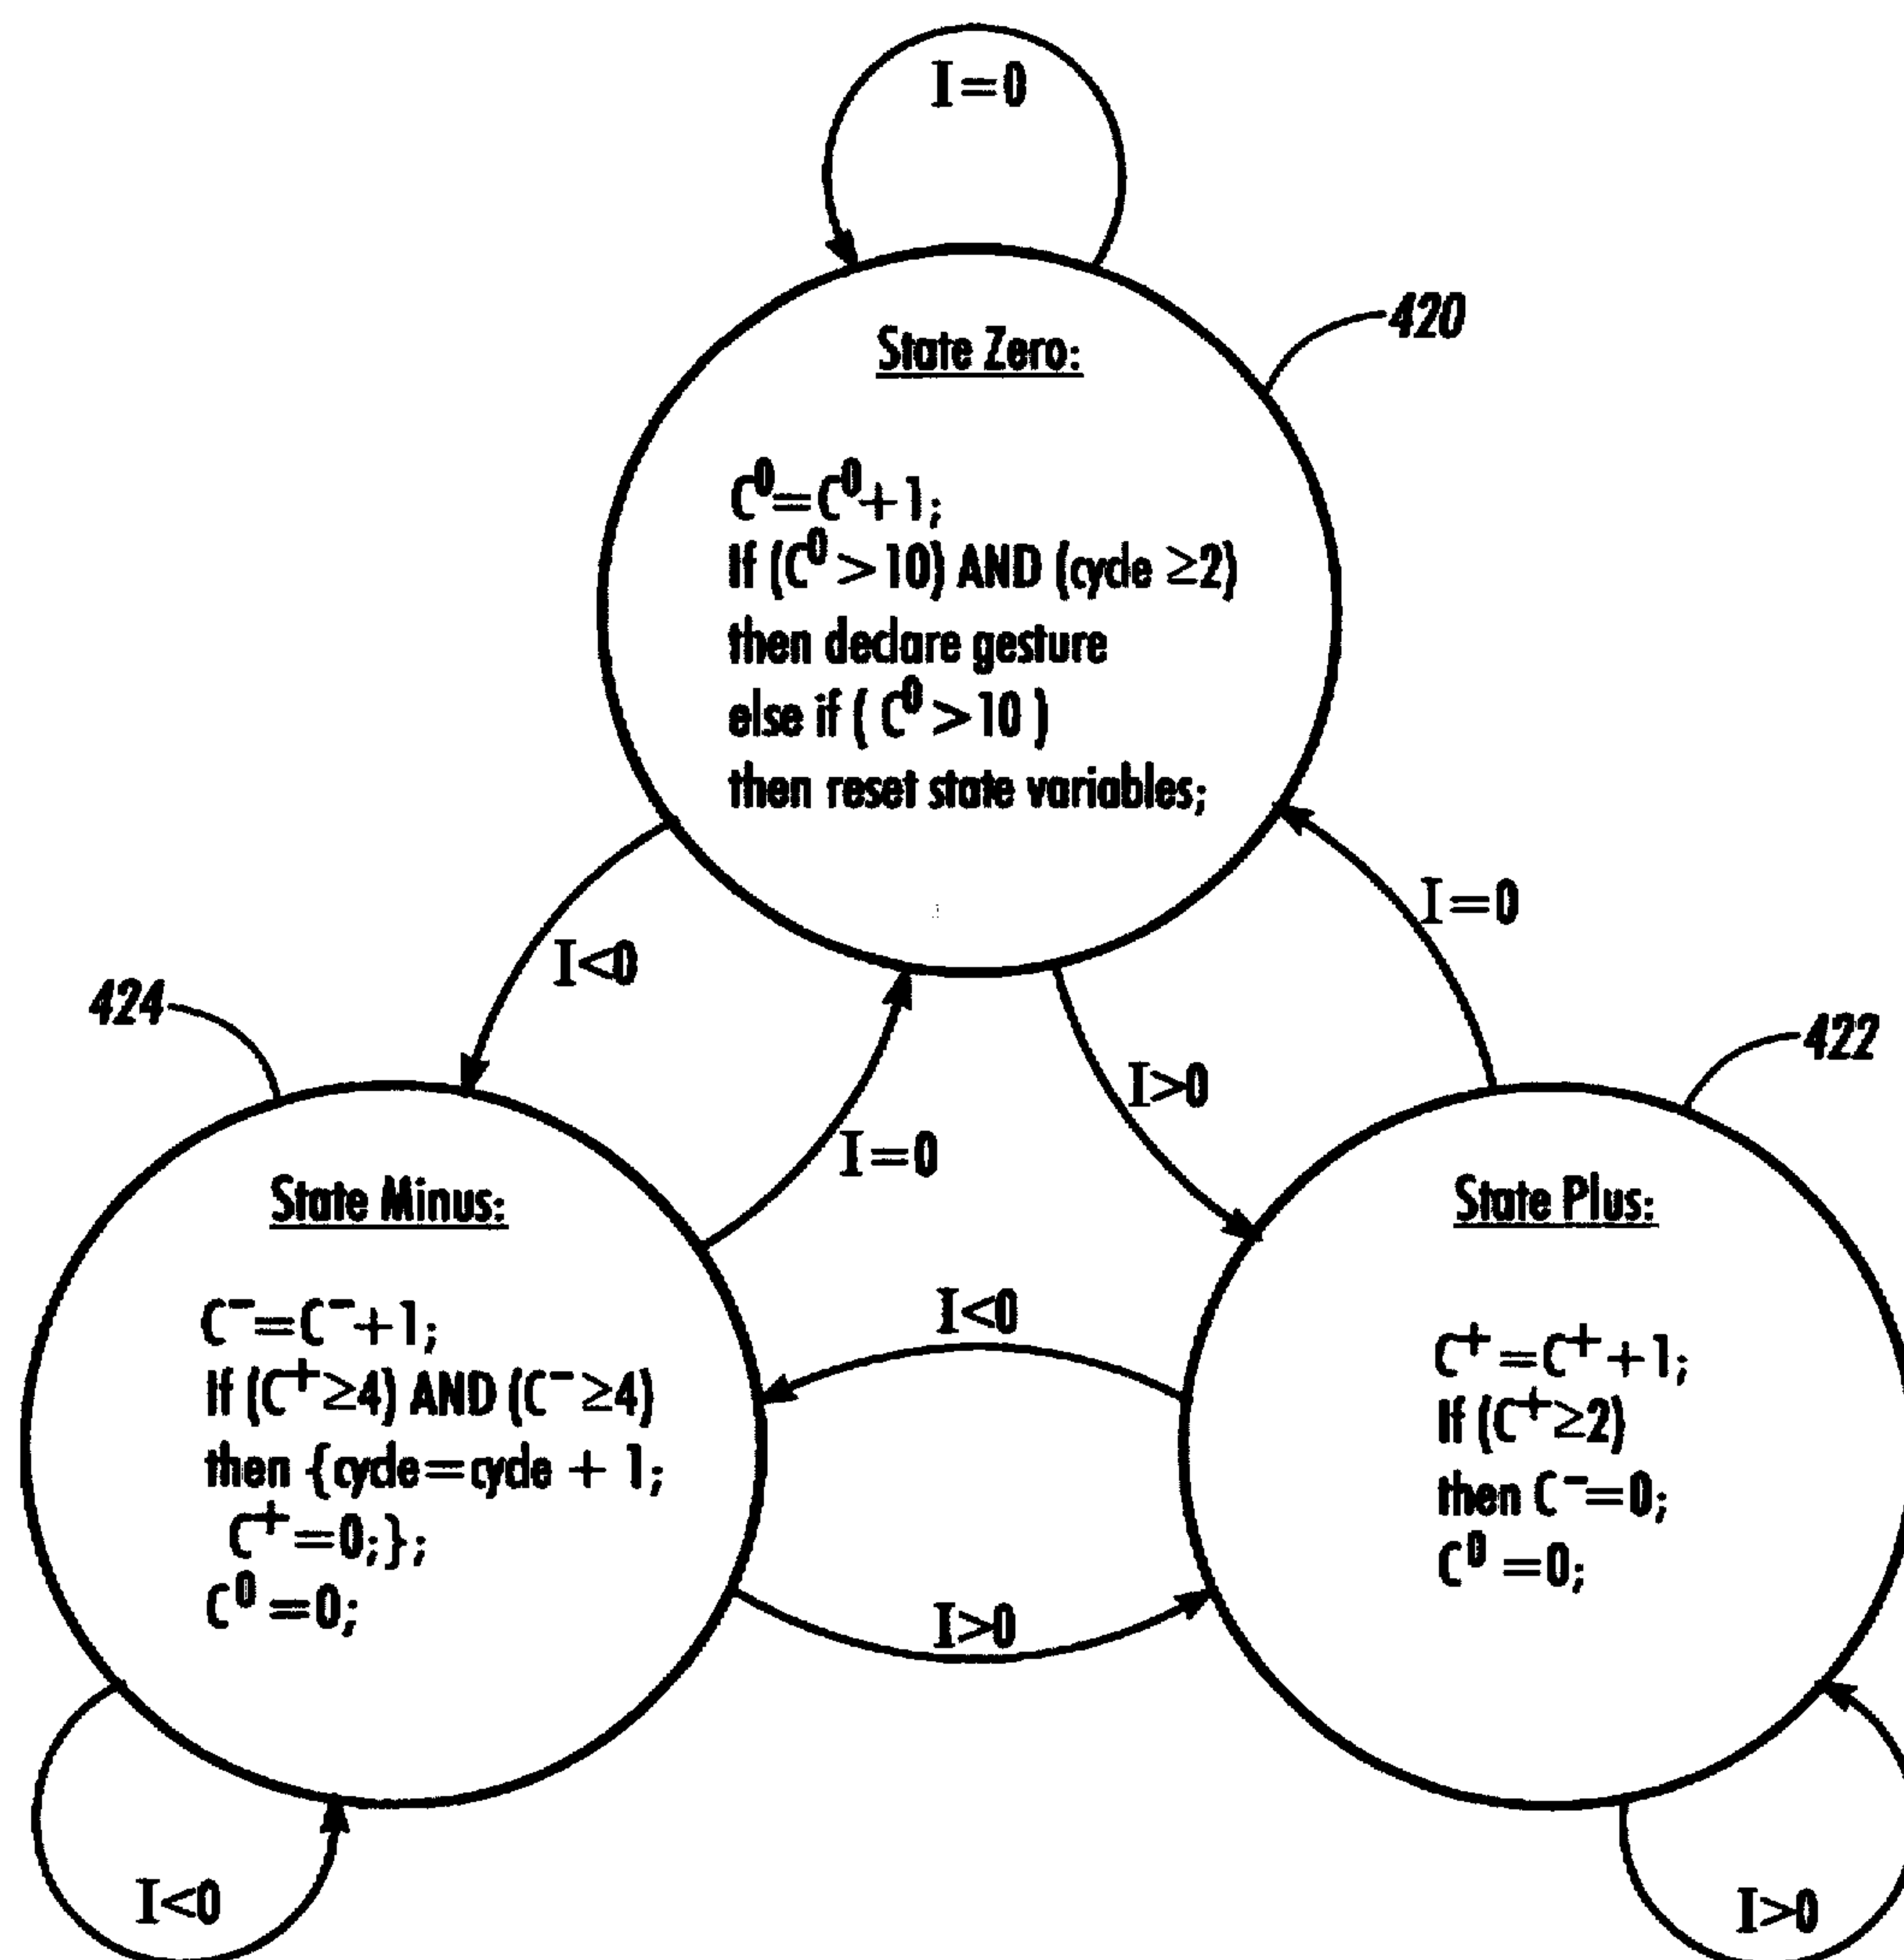 I=0
420
State Zero:
C⁰=C⁰+1;
If (C⁰>10) AND (cycle ≥2)
then declare gesture
else if ( C⁰>10 )
then reset state variables;
I=0
I<0
424
422
I>0
I=0
State Minus:
C⁻=C⁻+1;
If (C⁺≥4) AND (C⁻≥4)
then {cycle=cycle + 1;
C⁺=0;};
C⁰=0;
State Plus:
C⁺=C⁺+1;
If (C⁺≥2)
then C⁻=0;
C⁰=0;
I<0
I>0
I<0
I>0